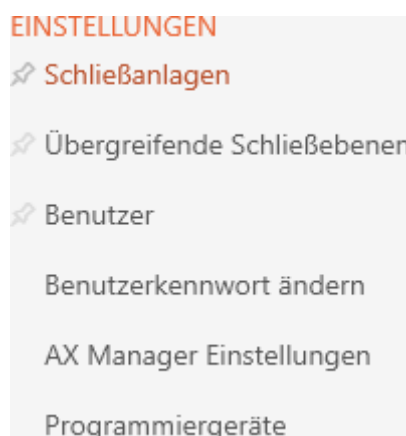 EINSTELLUNGEN
Schließanlagen
Übergreifende Schließebenen
Benutzer
Benutzerkennwort ändern
AX Manager Einstellungen
Programmiergeräte